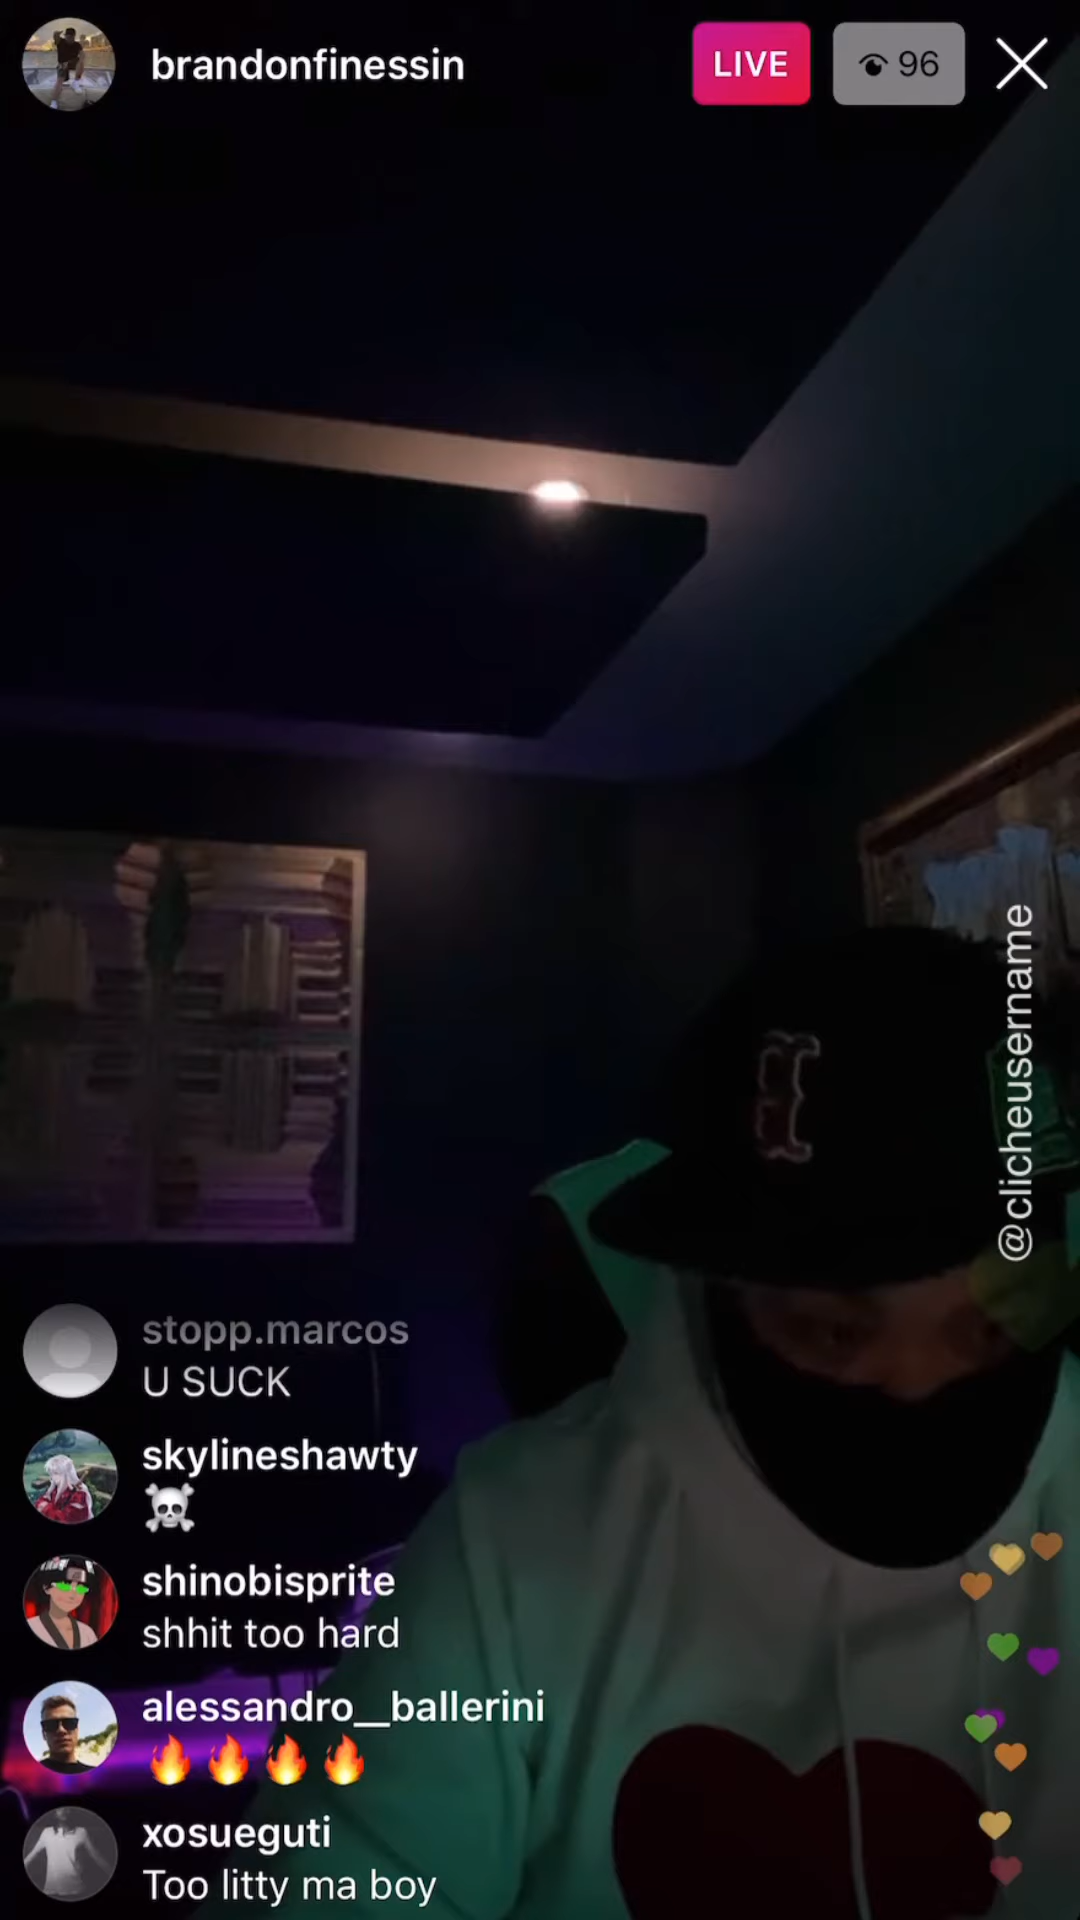 brandonfinessin
LIVE
96
@clicheusername
stopp.marcos
U SUCK
skylineshawty
☠️
shinobisprite
shhit too hard
alessandro__ballerini
🔥🔥🔥🔥
xosueguti
Too litty ma boy